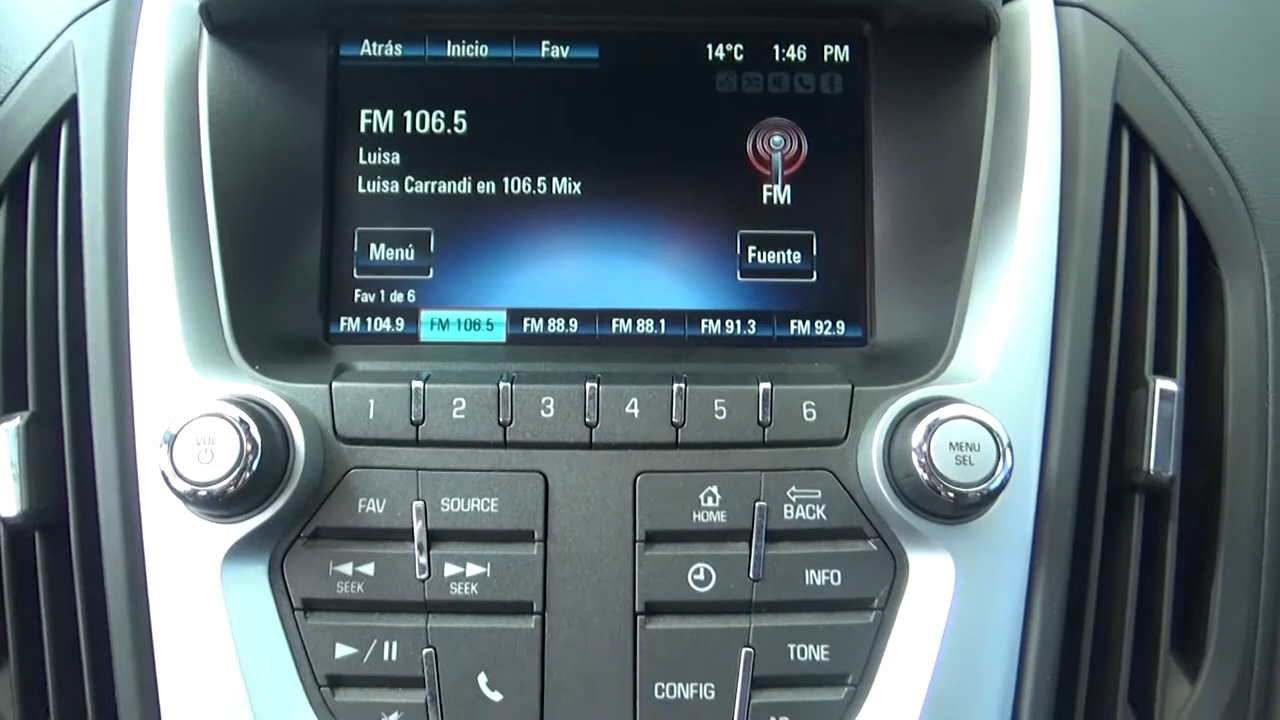 Atrás Inicio Fav 14°C 1:46 PM
FM 106.5
Luisa
Luisa Carrandi en 106.5 Mix
FM
Menú Fuente
Fav 1 de 6
FM 104.9 FM 106.5 FM 88.9 FM 88.1 FM 91.3 FM 92.9
1 2 3 4 5 6
VOL
MENU
SEL
FAV SOURCE HOME BACK
SEEK SEEK INFO
TONE
CONFIG